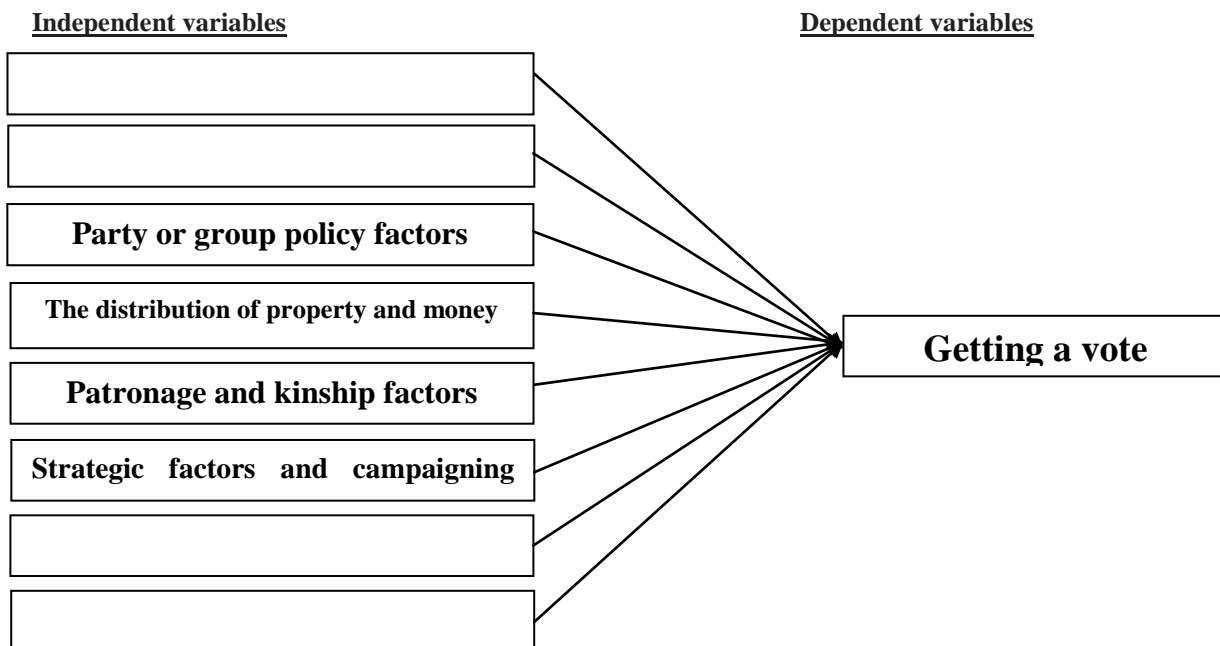 Independent variables
Dependent variables
Party or group policy factors
The distribution of property and money
Getting a vote
Patronage and kinship factors
Strategic factors and campaigning